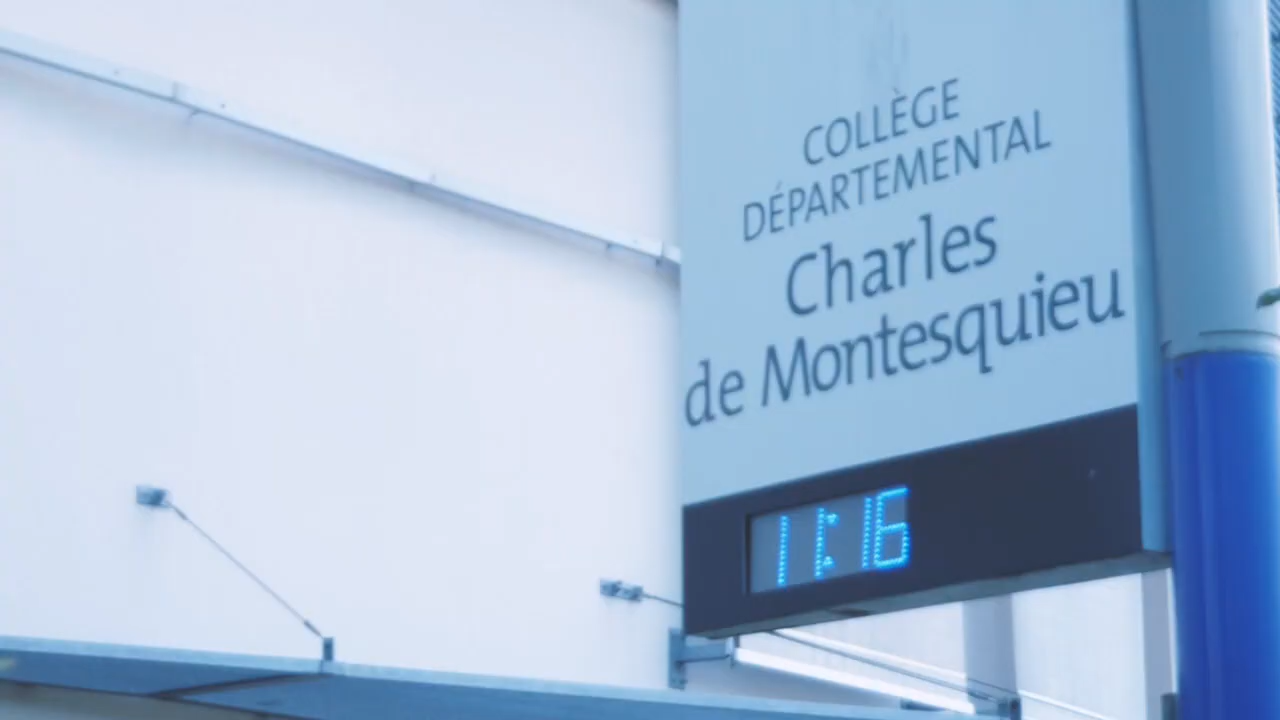 COLLÈGE
DÉPARTEMENTAL
Charles
de Montesquieu
11:16